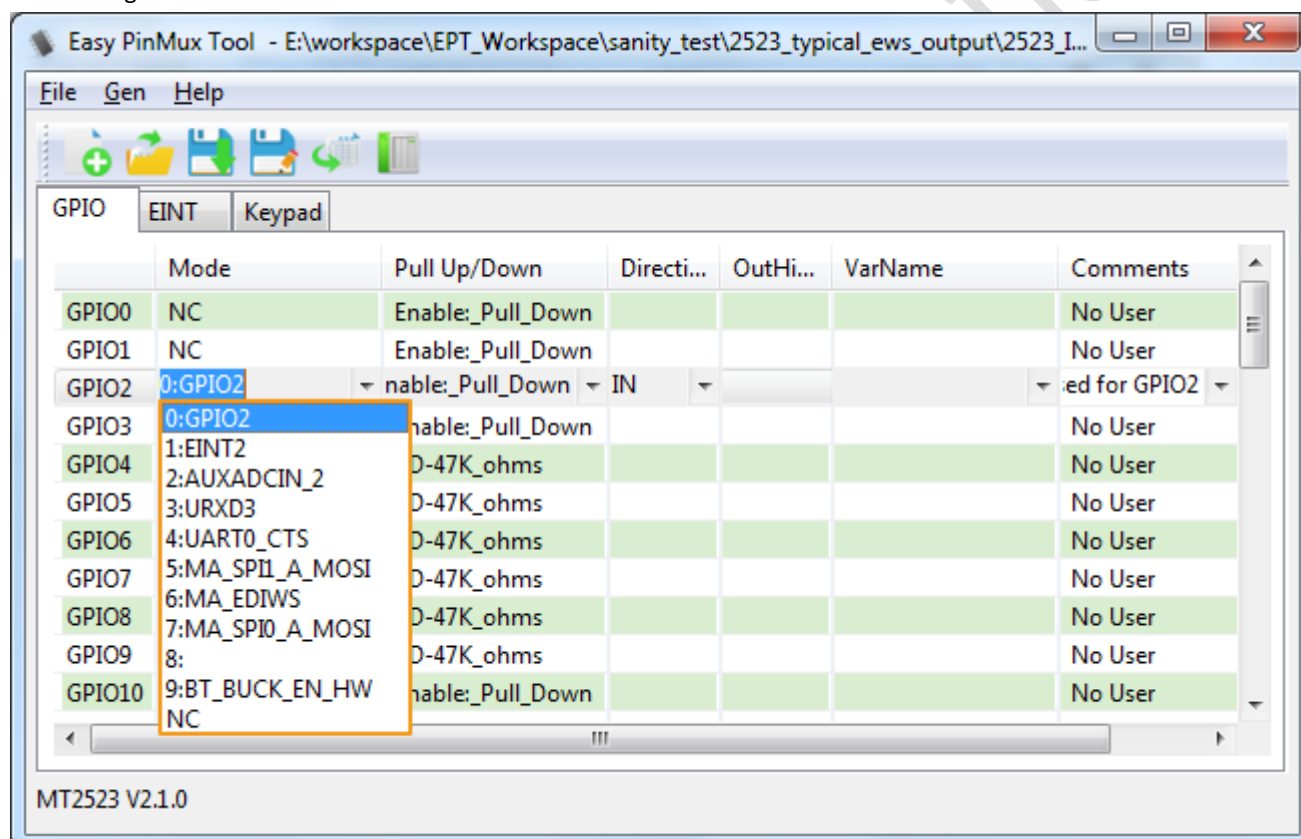 Easy PinMux Tool - E:\workspace\EPT_Workspace\sanity_test\2523_typical_ews_output\2523_I...
File Gen Help
GPIO EINT Keypad
Mode Pull Up/Down Directi... OutHi... VarName Comments
GPIO0 NC Enable:_Pull_Down No User
GPIO1 NC Enable:_Pull_Down No User
GPIO2 0:GPIO2 nable:_Pull_Down IN ed for GPIO2
GPIO3 0:GPIO2 nable:_Pull_Down No User
1:EINT2
GPIO4 2:AUXADCIN_2 D-47K_ohms No User
GPIO5 3:URXD3 D-47K_ohms No User
GPIO6 4:UART0_CTS D-47K_ohms No User
GPIO7 5:MA_SPI1_A_MOSI D-47K_ohms No User
6:MA_EDIWS
GPIO8 7:MA_SPI0_A_MOSI D-47K_ohms No User
GPIO9 8: D-47K_ohms No User
GPIO10 9:BT_BUCK_EN_HW nable:_Pull_Down No User
NC
MT2523 V2.1.0